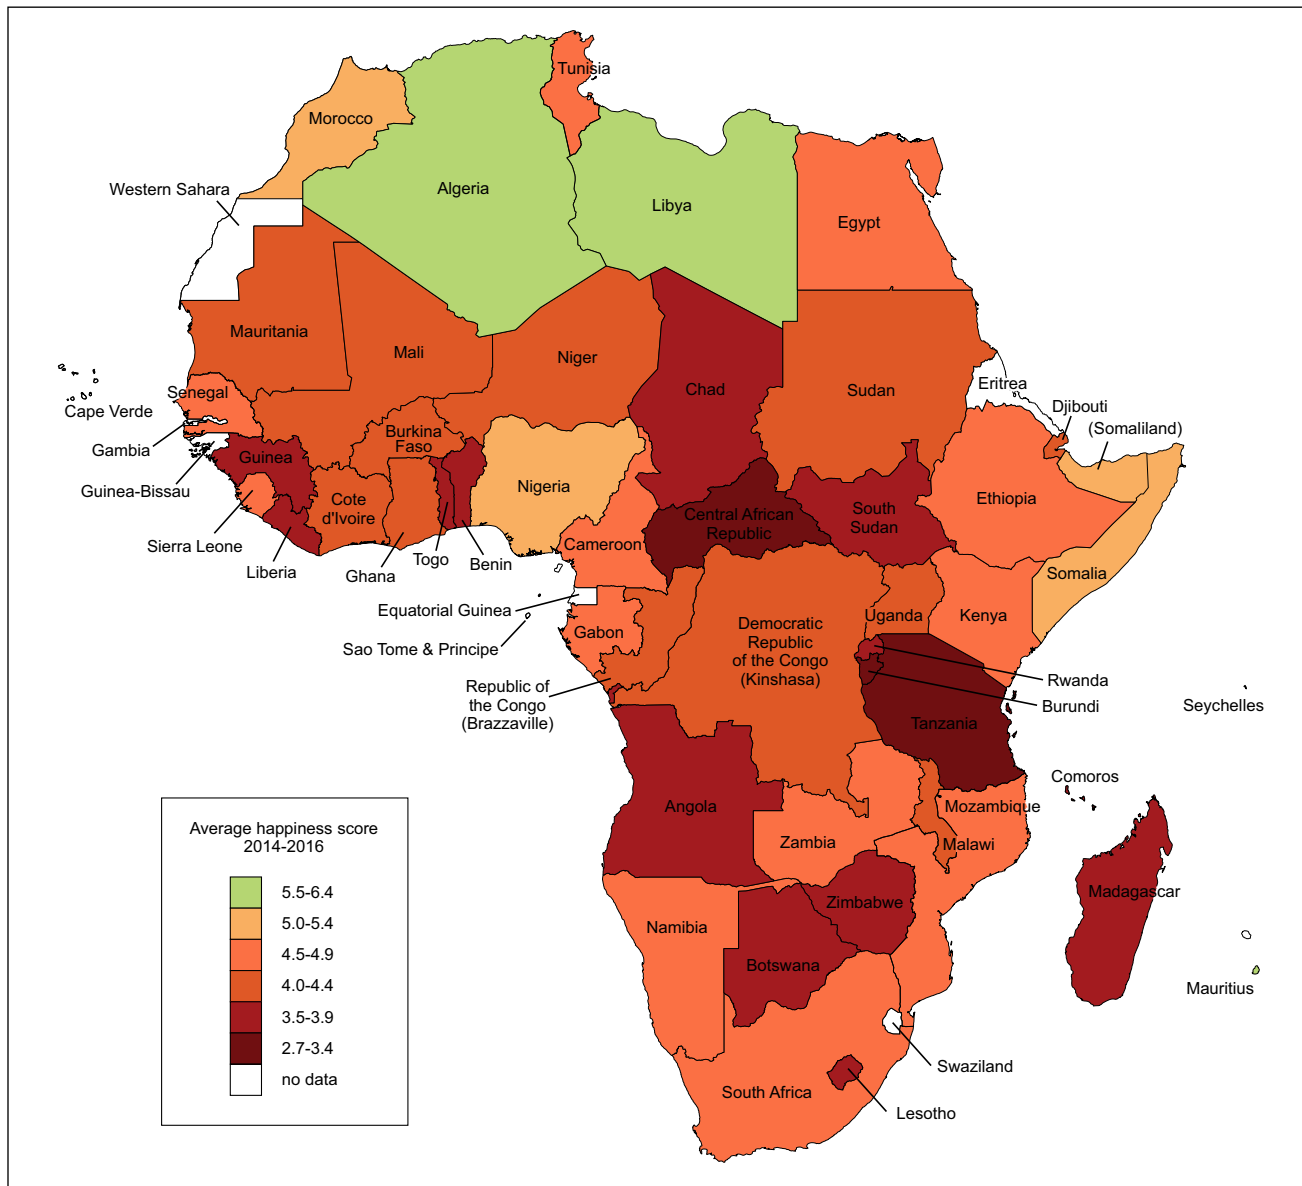 Tunisia
Morocco
Western Sahara
Algeria
Libya
Egypt
Mauritania
Mali
Niger
Chad
Sudan
Eritrea
Senegal
Cape Verde
Djibouti
(Somaliland)
Gambia
Burkina
Faso
Guinea
Guinea-Bissau
Nigeria
Cote
d'Ivoire
Ethiopia
Central African
Republic
South
Sudan
Sierra Leone
Liberia
Ghana
Togo
Benin
Cameroon
Somalia
Equatorial Guinea
Sao Tome & Principe
Gabon
Uganda
Kenya
Democratic
Republic
of the Congo
(Kinshasa)
Republic of
the Congo
(Brazzaville)
Rwanda
Burundi
Seychelles
Tanzania
Comoros
Angola
Mozambique
Zambia
Malawi
Madagascar
Zimbabwe
Namibia
Botswana
Mauritius
Swaziland
South Africa
Lesotho
Average happiness score
2014-2016
5.5-6.4
5.0-5.4
4.5-4.9
4.0-4.4
3.5-3.9
2.7-3.4
no data